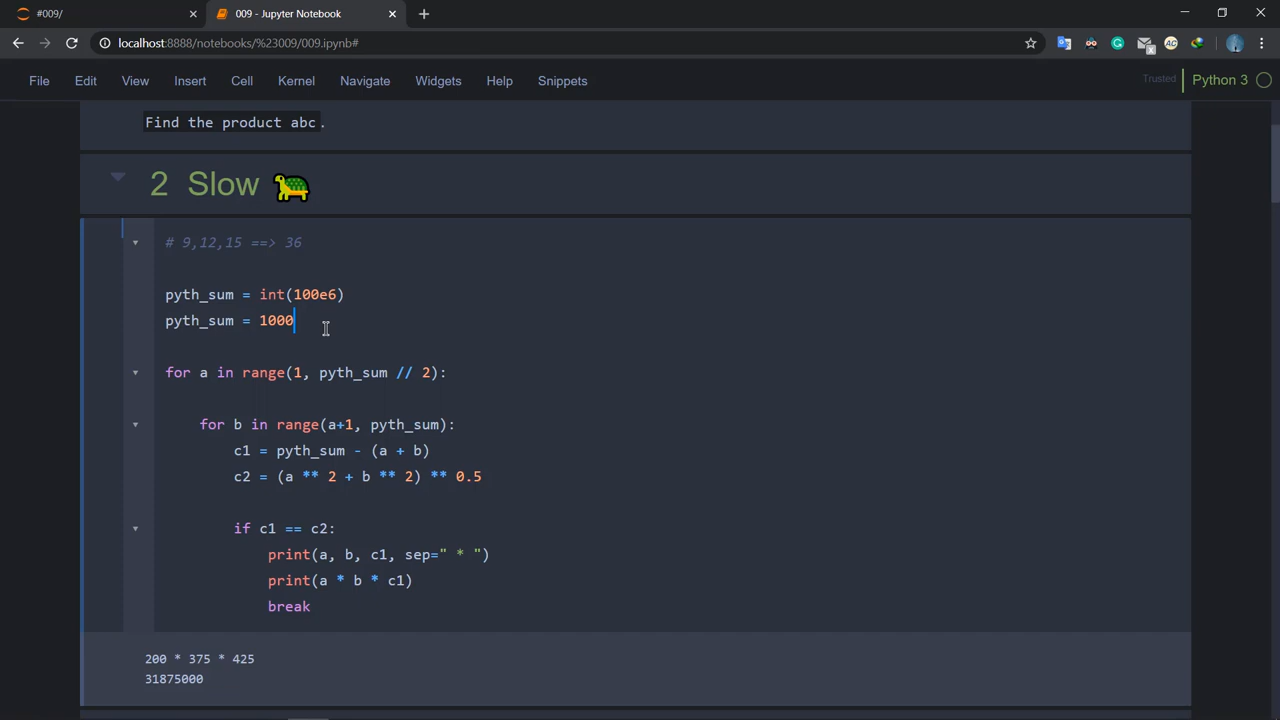 #009/
009 - Jupyter Notebook
localhost:8888/notebooks/%23009/009.ipynb#
File Edit View Insert Cell Kernel Navigate Widgets Help Snippets Trusted Python 3
Find the product abc.
2 Slow
# 9,12,15 ==> 36
pyth_sum = int(100e6)
pyth_sum = 1000
for a in range(1, pyth_sum // 2):
for b in range(a+1, pyth_sum):
c1 = pyth_sum - (a + b)
c2 = (a ** 2 + b ** 2) ** 0.5
if c1 == c2:
print(a, b, c1, sep=" * ")
print(a * b * c1)
break
200 * 375 * 425
31875000